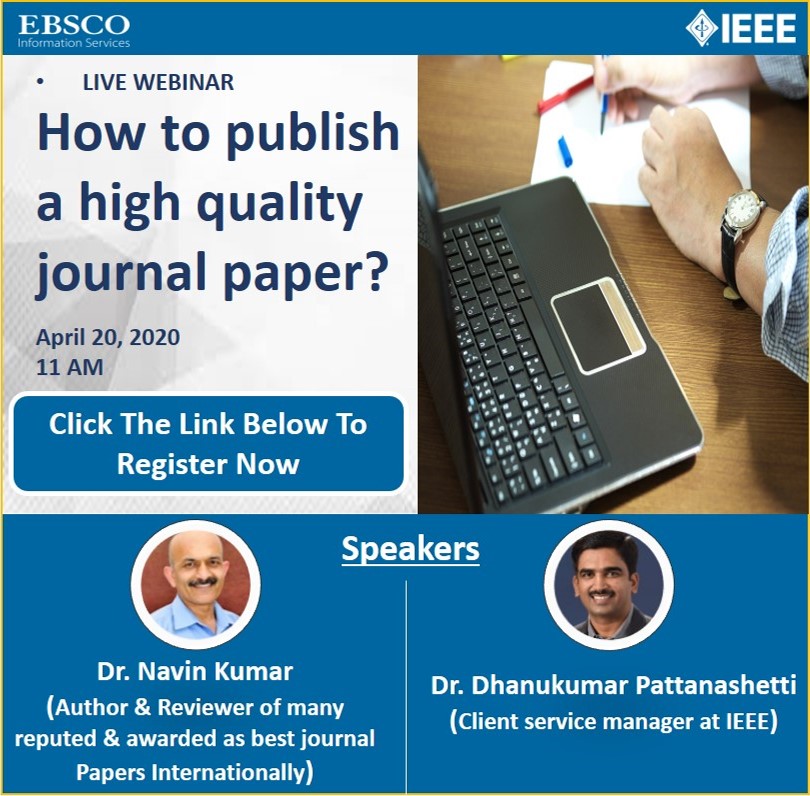 EBSCO
Information Services
IEEE
• LIVE WEBINAR
How to publish
a high quality
journal paper?
April 20, 2020
11 AM
Click The Link Below To
Register Now
Speakers
Dr. Navin Kumar
(Author & Reviewer of many
reputed & awarded as best journal
Papers Internationally)
Dr. Dhanukumar Pattanashetti
(Client service manager at IEEE)